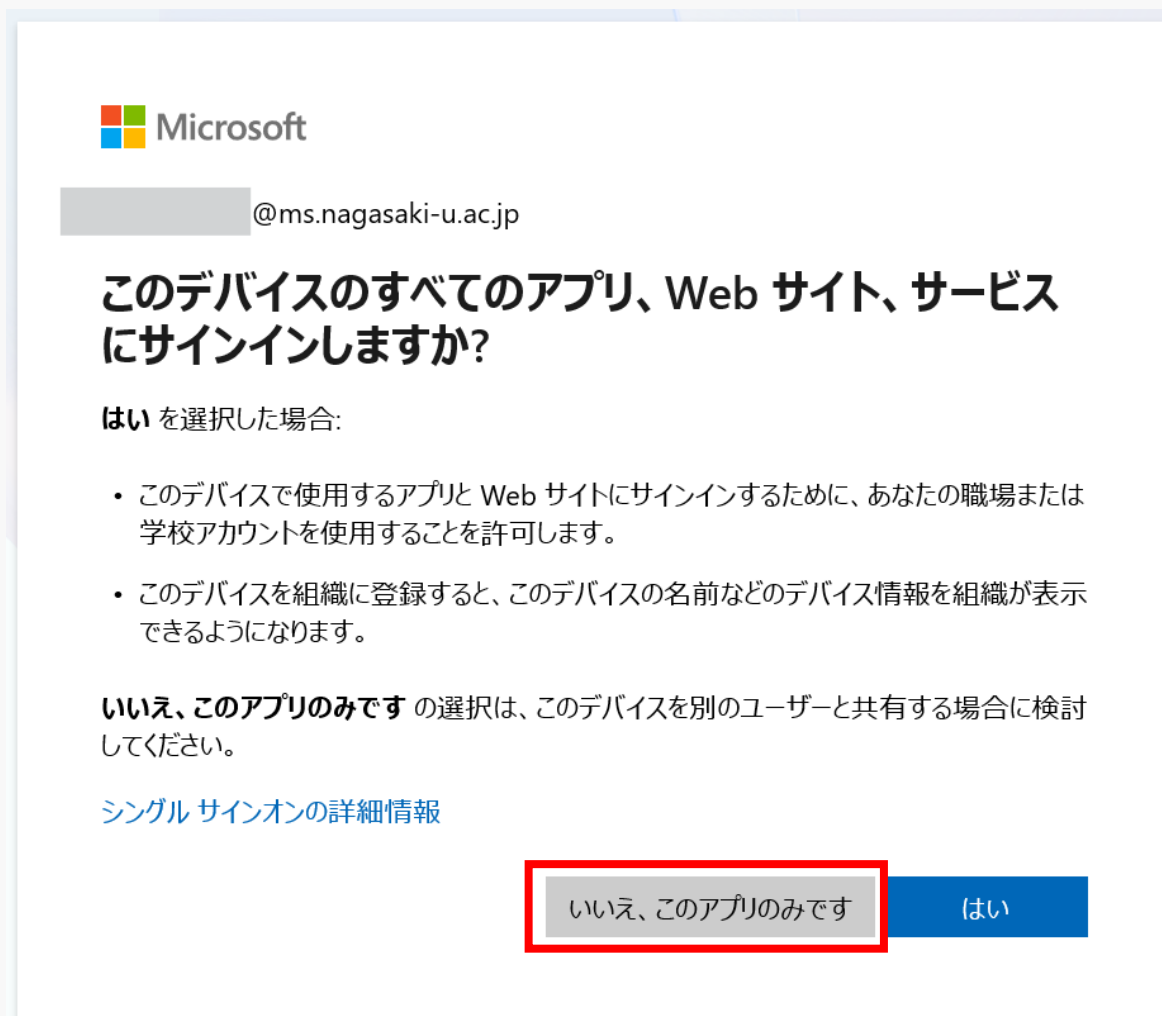 Microsoft
@ms.nagasaki-u.ac.jp
このデバイスのすべてのアプリ、Web サイト、サービス
にサインインしますか?
はい を選択した場合:
• このデバイスで使用するアプリと Web サイトにサインインするために、あなたの職場または
学校アカウントを使用することを許可します。
• このデバイスを組織に登録すると、このデバイスの名前などのデバイス情報を組織が表示
できるようになります。
いいえ、このアプリのみです の選択は、このデバイスを別のユーザーと共有する場合に検討
してください。
シングル サインオンの詳細情報
いいえ、このアプリのみです
はい